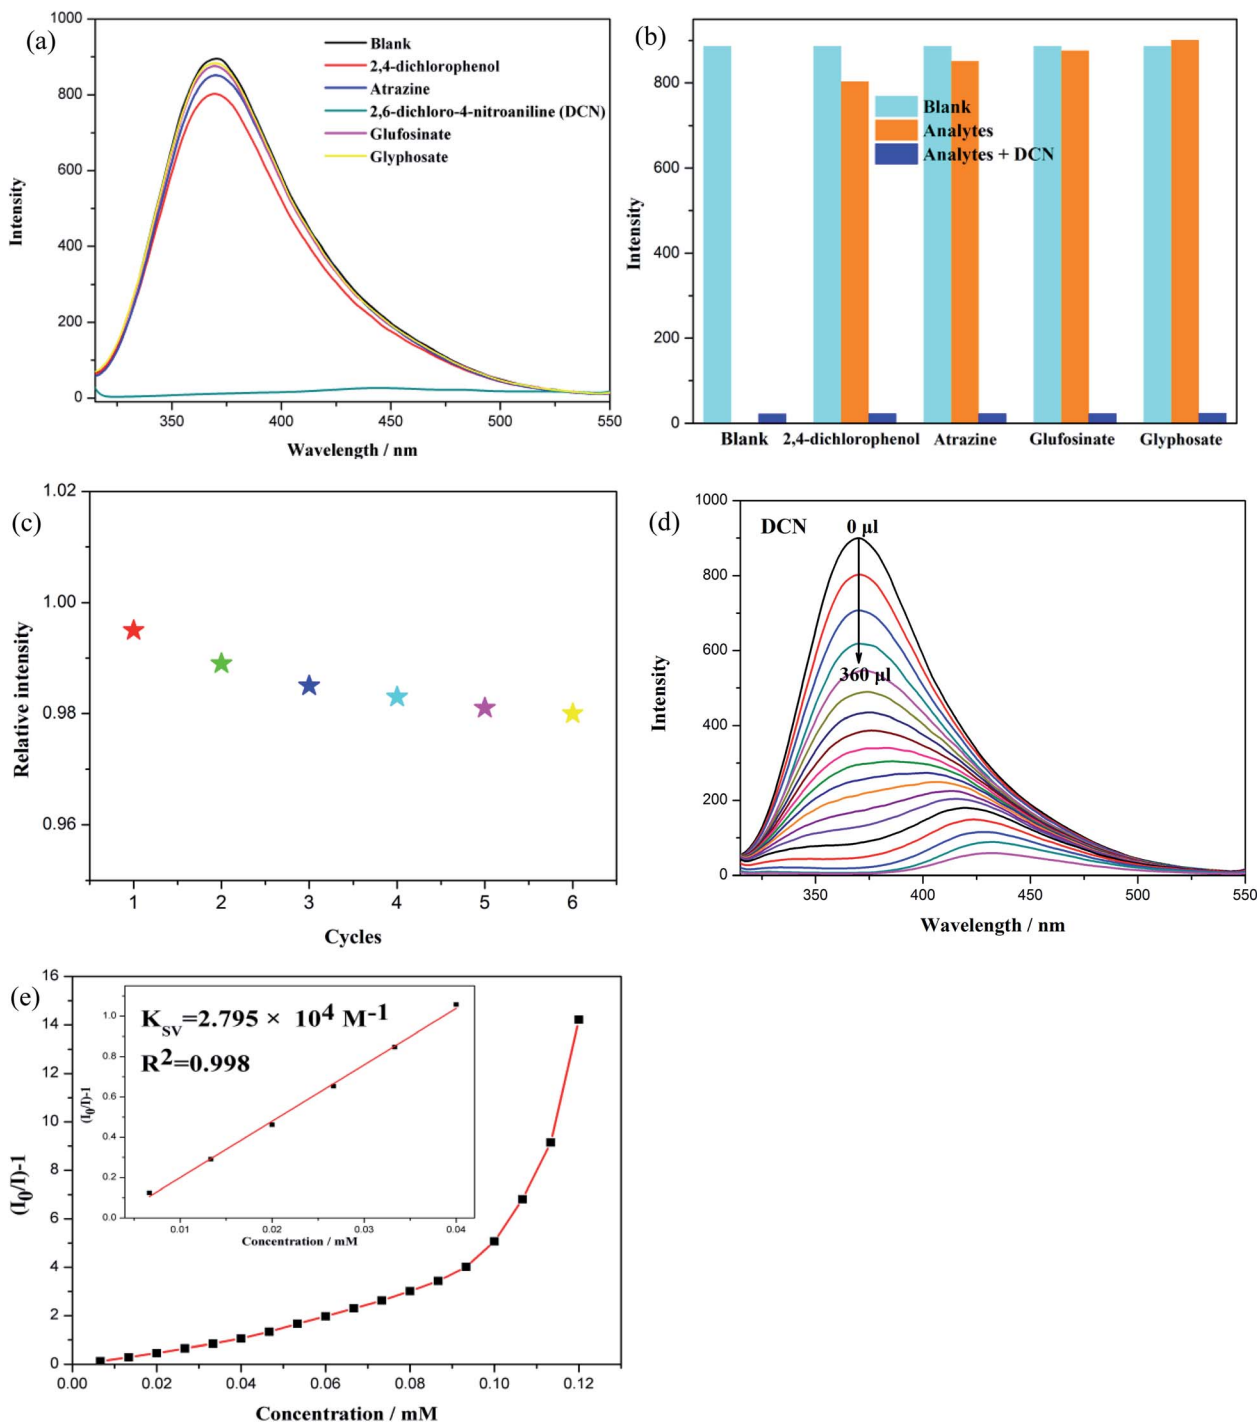 (a)
1000
800
600
400
200
0
Intensity
Blank
2,4-dichlorophenol
Atrazine
2,6-dichloro-4-nitroaniline (DCN)
Glufosinate
Glyphosate
350 400 450 500 550
Wavelength / nm
(b)
800
600
400
200
0
Intensity
Blank
Analytes
Analytes + DCN
Blank 2,4-dichlorophenol Atrazine Glufosinate Glyphosate
(c)
1.02
1.00
0.98
0.96
Relative intensity
1 2 3 4 5 6
Cycles
(d)
1000
800
600
400
200
0
Intensity
DCN 0 μl
360 μl
350 400 450 500 550
Wavelength / nm
(e)
16
14
12
10
8
6
4
2
0
(I0/I)-1
KSV=2.795 × 10⁴ M⁻¹
R²=0.998
1.0
0.8
0.6
0.4
0.2
0.0
(I0/I)-1
0.01 0.02 0.03 0.04
Concentration / mM
0.00 0.02 0.04 0.06 0.08 0.10 0.12
Concentration / mM